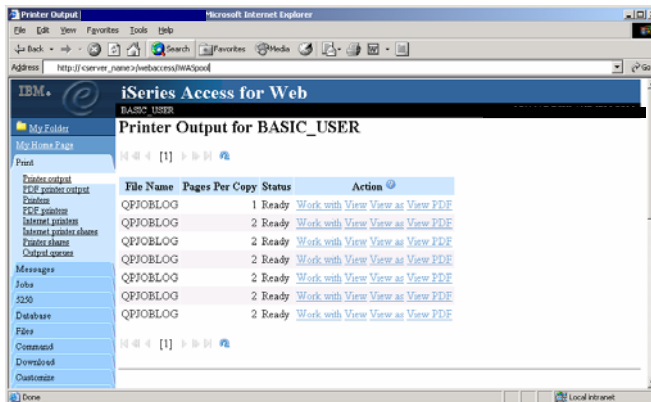 Printer Output
Microsoft Internet Explorer
File Edit View Favorites Tools Help
Back Search Favorites Media
Address http://<server_name>/webaccess/iWASpool Go
IBM.
iSeries Access for Web
BASIC_USER
My Folder
My Home Page
Print
Printer output
PDF printer output
Printers
PDF printers
Internet printers
Internet printer shares
Printer shares
Output queues
Messages
Jobs
5250
Database
Files
Command
Download
Customize
Printer Output for BASIC_USER
[1]
File Name Pages Per Copy Status Action
QPJOBLOG 1 Ready Work with View View as View PDF
QPJOBLOG 2 Ready Work with View View as View PDF
QPJOBLOG 2 Ready Work with View View as View PDF
QPJOBLOG 2 Ready Work with View View as View PDF
QPJOBLOG 2 Ready Work with View View as View PDF
QPJOBLOG 2 Ready Work with View View as View PDF
QPJOBLOG 2 Ready Work with View View as View PDF
[1]
Done
Local intranet